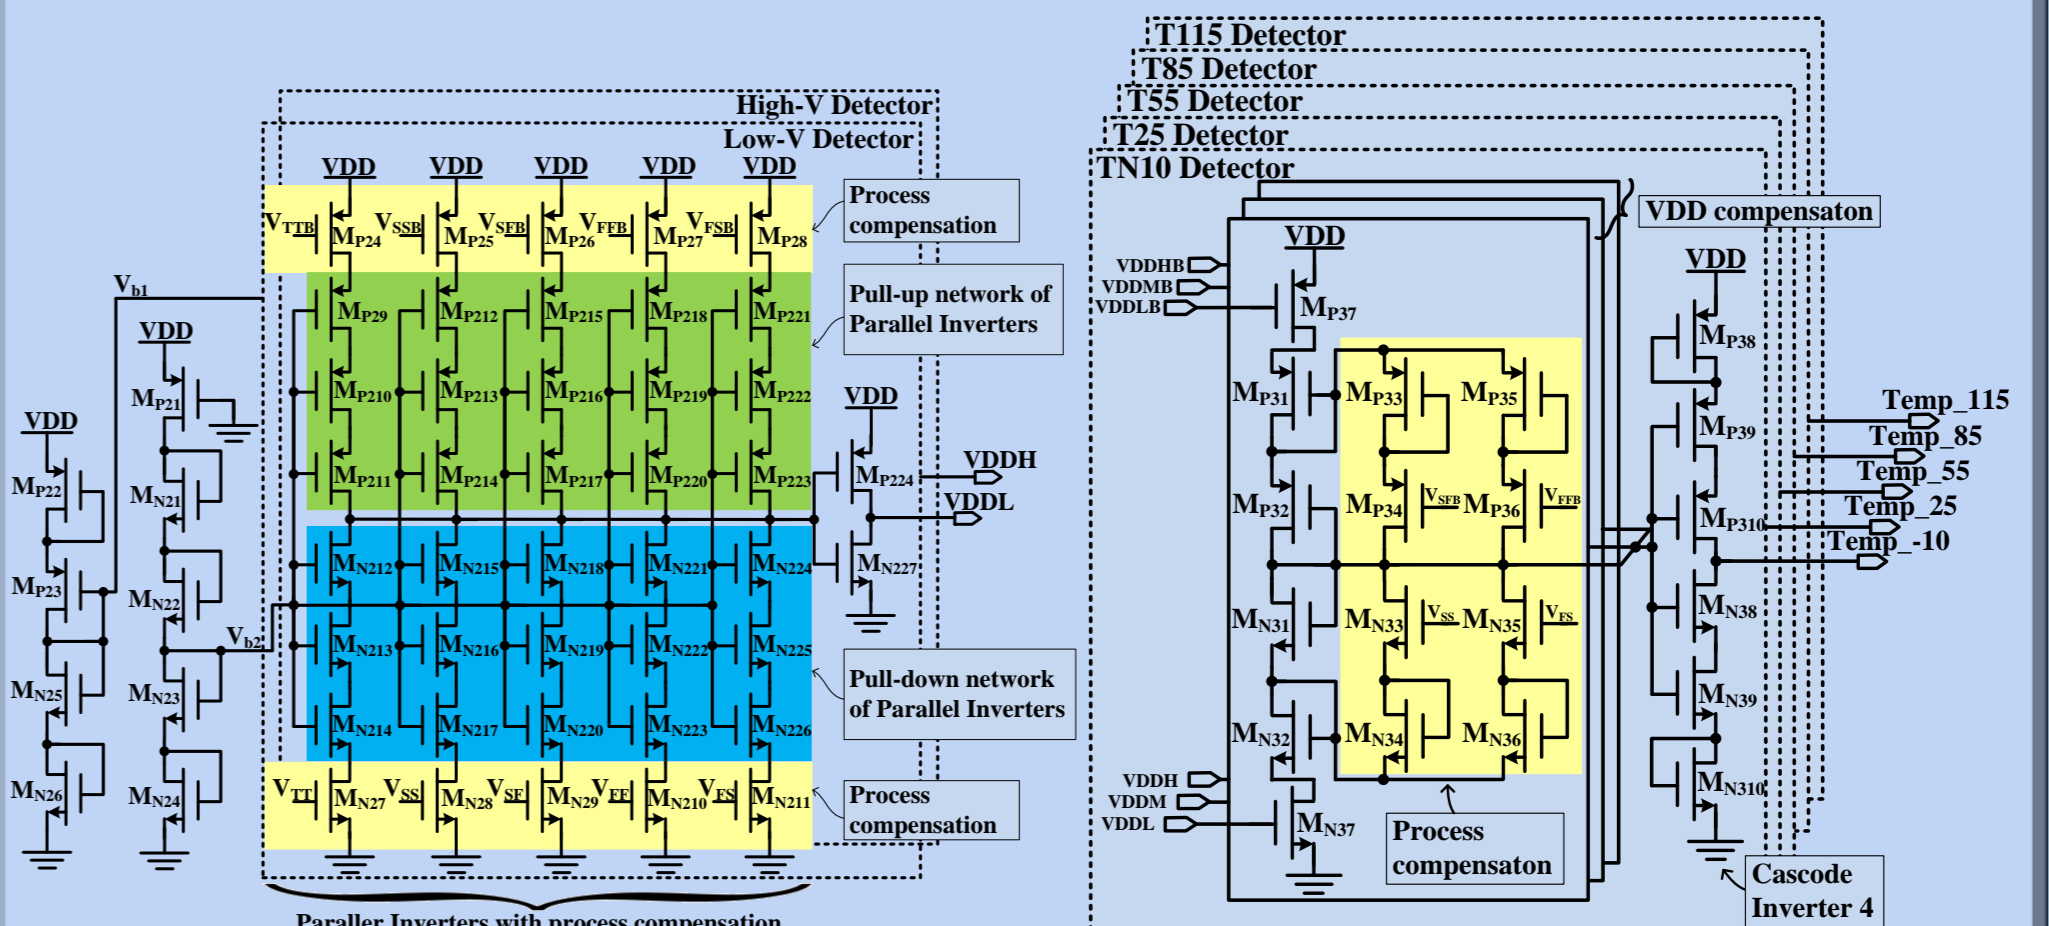 T115 Detector
T85 Detector
T55 Detector
T25 Detector
TN10 Detector
High-V Detector
Low-V Detector
VDD VDD VDD VDD VDD
VTTB MP24 VSSB MP25 VSFB MP26 VFFB MP27 VFSB MP28
Process
compensation
MP29 MP212 MP215 MP218 MP221
Pull-up network of
Parallel Inverters
MP210 MP213 MP216 MP219 MP222
MP211 MP214 MP217 MP220 MP223
Vb1
VDD
MP21
VDD
MP22
MN21
MP23
MN22
Vb2
MN25
MN23
MN26
MN24
VDD
MP224
VDDH
VDDL
MN227
MN212 MN215 MN218 MN221 MN224
MN213 MN216 MN219 MN222 MN225
MN214 MN217 MN220 MN223 MN226
Pull-down network
of Parallel Inverters
VTT MN27 VSS MN28 VSF MN29 VFF MN210 VFS MN211
Process
compensation
Paraller Inverters with process compensation
VDD compensaton
VDD
VDDHB
VDDMB
VDDLB
MP37
MP31 MP33 MP35
MP32 MP34 VSFB MP36 VFFB
MN31 MN33 VSS MN35 VFS
MN32 MN34 MN36
VDDH
VDDM
VDDL
MN37
Process
compensaton
VDD
MP38
MP39
MP310
MN38
MN39
MN310
Temp_115
Temp_85
Temp_55
Temp_25
Temp_-10
Cascode
Inverter 4